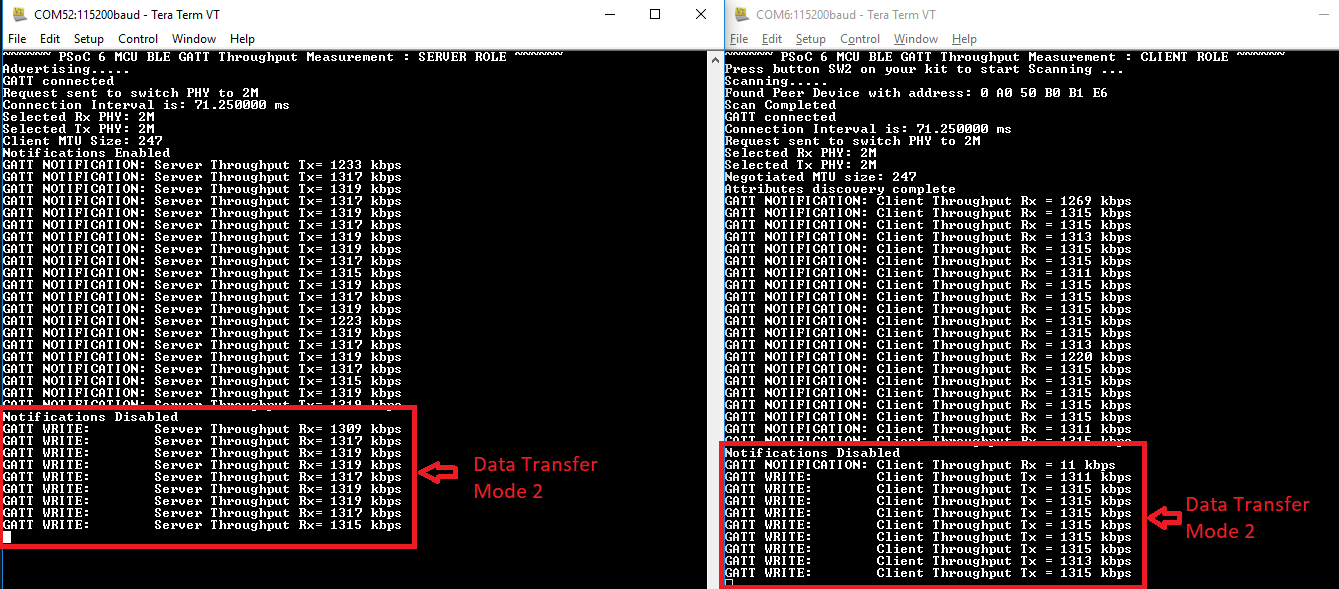 COM52:115200baud - Tera Term VT
File Edit Setup Control Window Help
~~~~~~~ PSoC 6 MCU BLE GATT Throughput Measurement : SERVER ROLE ~~~~~~~
Advertising.....
GATT connected
Request sent to switch PHY to 2M
Connection Interval is: 71.250000 ms
Selected Rx PHY: 2M
Selected Tx PHY: 2M
Client MTU Size: 247
Notifications Enabled
GATT NOTIFICATION: Server Throughput Tx= 1233 kbps
GATT NOTIFICATION: Server Throughput Tx= 1317 kbps
GATT NOTIFICATION: Server Throughput Tx= 1319 kbps
GATT NOTIFICATION: Server Throughput Tx= 1317 kbps
GATT NOTIFICATION: Server Throughput Tx= 1319 kbps
GATT NOTIFICATION: Server Throughput Tx= 1317 kbps
GATT NOTIFICATION: Server Throughput Tx= 1319 kbps
GATT NOTIFICATION: Server Throughput Tx= 1319 kbps
GATT NOTIFICATION: Server Throughput Tx= 1317 kbps
GATT NOTIFICATION: Server Throughput Tx= 1315 kbps
GATT NOTIFICATION: Server Throughput Tx= 1319 kbps
GATT NOTIFICATION: Server Throughput Tx= 1317 kbps
GATT NOTIFICATION: Server Throughput Tx= 1319 kbps
GATT NOTIFICATION: Server Throughput Tx= 1223 kbps
GATT NOTIFICATION: Server Throughput Tx= 1319 kbps
GATT NOTIFICATION: Server Throughput Tx= 1317 kbps
GATT NOTIFICATION: Server Throughput Tx= 1319 kbps
GATT NOTIFICATION: Server Throughput Tx= 1317 kbps
GATT NOTIFICATION: Server Throughput Tx= 1315 kbps
GATT NOTIFICATION: Server Throughput Tx= 1319 kbps
GATT NOTIFICATION: Server Throughput Tx= 1319 kbps
Notifications Disabled
GATT WRITE: Server Throughput Rx= 1309 kbps
GATT WRITE: Server Throughput Rx= 1317 kbps
GATT WRITE: Server Throughput Rx= 1319 kbps
GATT WRITE: Server Throughput Rx= 1319 kbps
GATT WRITE: Server Throughput Rx= 1317 kbps
GATT WRITE: Server Throughput Rx= 1319 kbps
GATT WRITE: Server Throughput Rx= 1319 kbps
GATT WRITE: Server Throughput Rx= 1317 kbps
GATT WRITE: Server Throughput Rx= 1315 kbps
Data Transfer
Mode 2
COM6:115200baud - Tera Term VT
File Edit Setup Control Window Help
~~~~~~~ PSoC 6 MCU BLE GATT Throughput Measurement : CLIENT ROLE ~~~~~~~
Press button SW2 on your kit to start Scanning ...
Scanning.....
Found Peer Device with address: 0 A0 50 B0 B1 E6
Scan Completed
GATT connected
Connection Interval is: 71.250000 ms
Request sent to switch PHY to 2M
Selected Rx PHY: 2M
Selected Tx PHY: 2M
Negotiated MTU size: 247
Attributes discovery complete
GATT NOTIFICATION: Client Throughput Rx = 1269 kbps
GATT NOTIFICATION: Client Throughput Rx = 1315 kbps
GATT NOTIFICATION: Client Throughput Rx = 1315 kbps
GATT NOTIFICATION: Client Throughput Rx = 1313 kbps
GATT NOTIFICATION: Client Throughput Rx = 1315 kbps
GATT NOTIFICATION: Client Throughput Rx = 1315 kbps
GATT NOTIFICATION: Client Throughput Rx = 1311 kbps
GATT NOTIFICATION: Client Throughput Rx = 1315 kbps
GATT NOTIFICATION: Client Throughput Rx = 1315 kbps
GATT NOTIFICATION: Client Throughput Rx = 1315 kbps
GATT NOTIFICATION: Client Throughput Rx = 1315 kbps
GATT NOTIFICATION: Client Throughput Rx = 1315 kbps
GATT NOTIFICATION: Client Throughput Rx = 1313 kbps
GATT NOTIFICATION: Client Throughput Rx = 1220 kbps
GATT NOTIFICATION: Client Throughput Rx = 1315 kbps
GATT NOTIFICATION: Client Throughput Rx = 1315 kbps
GATT NOTIFICATION: Client Throughput Rx = 1315 kbps
GATT NOTIFICATION: Client Throughput Rx = 1315 kbps
GATT NOTIFICATION: Client Throughput Rx = 1315 kbps
GATT NOTIFICATION: Client Throughput Rx = 1311 kbps
GATT NOTIFICATION: Client Throughput Rx = 1315 kbps
Notifications Disabled
GATT NOTIFICATION: Client Throughput Rx = 11 kbps
GATT WRITE: Client Throughput Tx = 1311 kbps
GATT WRITE: Client Throughput Tx = 1315 kbps
GATT WRITE: Client Throughput Tx = 1315 kbps
GATT WRITE: Client Throughput Tx = 1315 kbps
GATT WRITE: Client Throughput Tx = 1315 kbps
GATT WRITE: Client Throughput Tx = 1315 kbps
GATT WRITE: Client Throughput Tx = 1315 kbps
GATT WRITE: Client Throughput Tx = 1313 kbps
GATT WRITE: Client Throughput Tx = 1315 kbps
Data Transfer
Mode 2